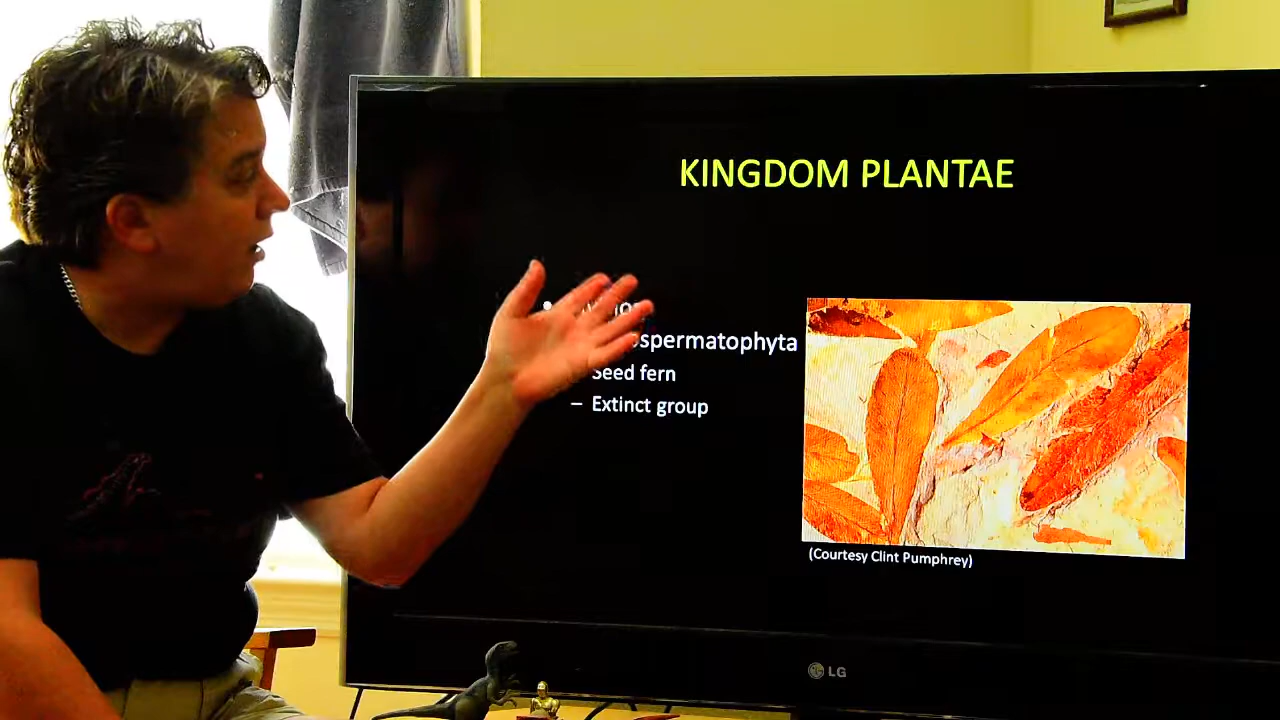 KINGDOM PLANTAE
spermatophyta
Seed fern
– Extinct group
(Courtesy Clint Pumphrey)
LG